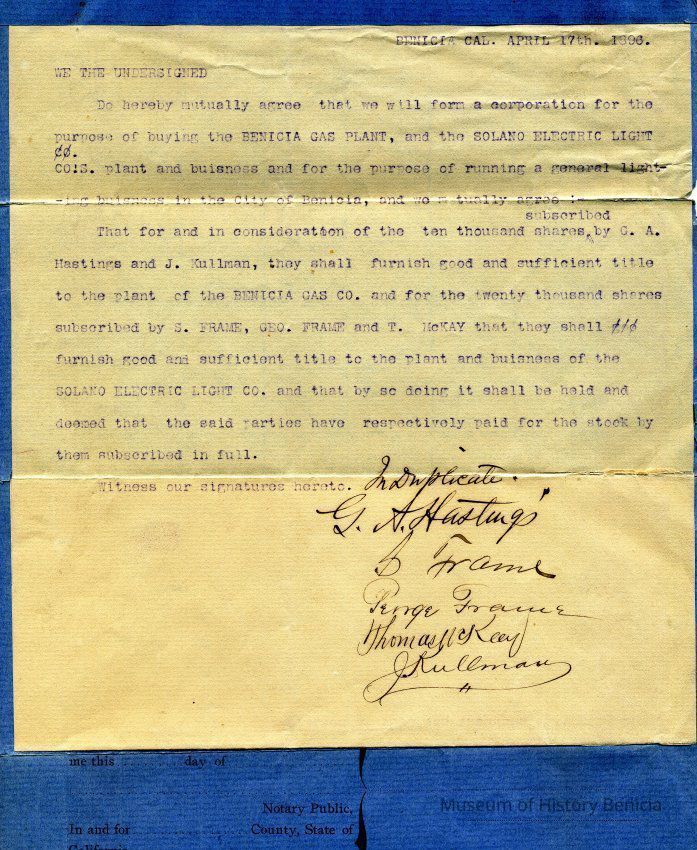 BENICIA CAL. APRIL 17th. 1896.
WE THE UNDERSIGNED
Do hereby mutually agree that we will form a corporation for the
purpose of buying the BENICIA GAS PLANT, and the SOLANO ELECTRIC LIGHT
CO!S. plant and buisness and for the purpose of running a general light-
-ing buisness in the City of Benicia, and we mutually agree :-
subscribed
That for and in consideration of the ten thousand shares by G. A.
Hastings and J. Kullman, they shall furnish good and sufficient title
to the plant of the BENICIA GAS CO. and for the twenty thousand shares
subscribed by S. FRAME, GEO. FRAME and T. McKAY that they shall
furnish good and sufficient title to the plant and buisness of the
SOLANO ELECTRIC LIGHT CO. and that by so doing it shall be held and
deemed that the said parties have respectively paid for the stock by
them subscribed in full.
Witness our signatures hereto. In Duplicate.
G. A. Hastings
S Frame
George Frame
Thomas McKay
J Kullman
me this day of
Notary Public,
In and for County, State of
California
Museum of History Benicia